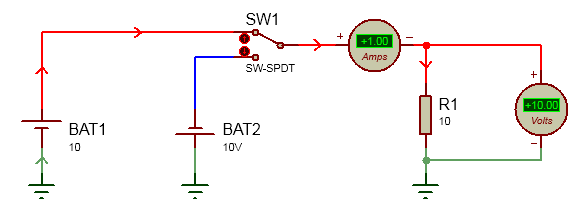 SW1
SW-SPDT
+
+1.00
Amps
−
BAT1
10
BAT2
10V
R1
10
+
+10.00
Volts
−